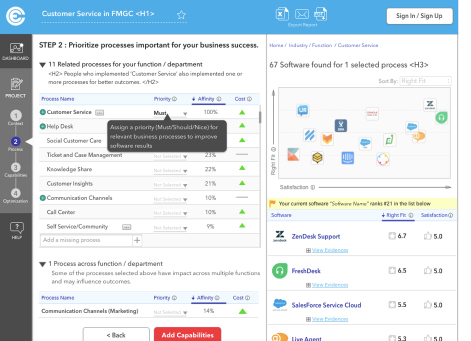 Customer Service in FMGC <H1>
Export Report
Sign In / Sign Up
DASHBOARD
PROJECT
1
Context
2
Process
3
Capabilities
4
Optimization
HELP
STEP 2 : Prioritize processes important for your business success.
11 Related processes for your function / department
<H2> People who implemented 'Customer Service' also implemented one or
more processes for better outcomes. </H2>
Process Name Priority Affinity Cost
Customer Service Must 100%
Help Desk
Social Customer Care
Assign a priority (Must/Should/Nice) for
relevant business processes to improve
software results
Ticket and Case Management Not Selected 23%
Knowledge Share Not Selected 22%
Customer Insights Not Selected 21%
Communication Channels Not Selected 10%
Call Center Not Selected 10%
Self Service/Community Not Selected 9%
Add a missing process +
1 Process across function / department
Some of the processes selected above have impact across multiple functions
and may influence outcomes.
Process Name Priority Affinity Cost
Communication Channels (Marketing) Not Selected 14%
< Back
Add Capabilities
Home / Industry / Function / Customer Service
67 Software found for 1 selected process <H3>
Sort By: Right Fit
Right Fit
Satisfaction
zendesk
Your current software "Software Name" ranks #21 in the list below
Software Right Fit Satisfaction
zendesk
ZenDesk Support 6.7 5.0
View Evidences
FreshDesk 6.5 5.0
View Evidences
SalesForce Service Cloud 5.5 5.0
View Evidences
Live Agent 5.3 5.0